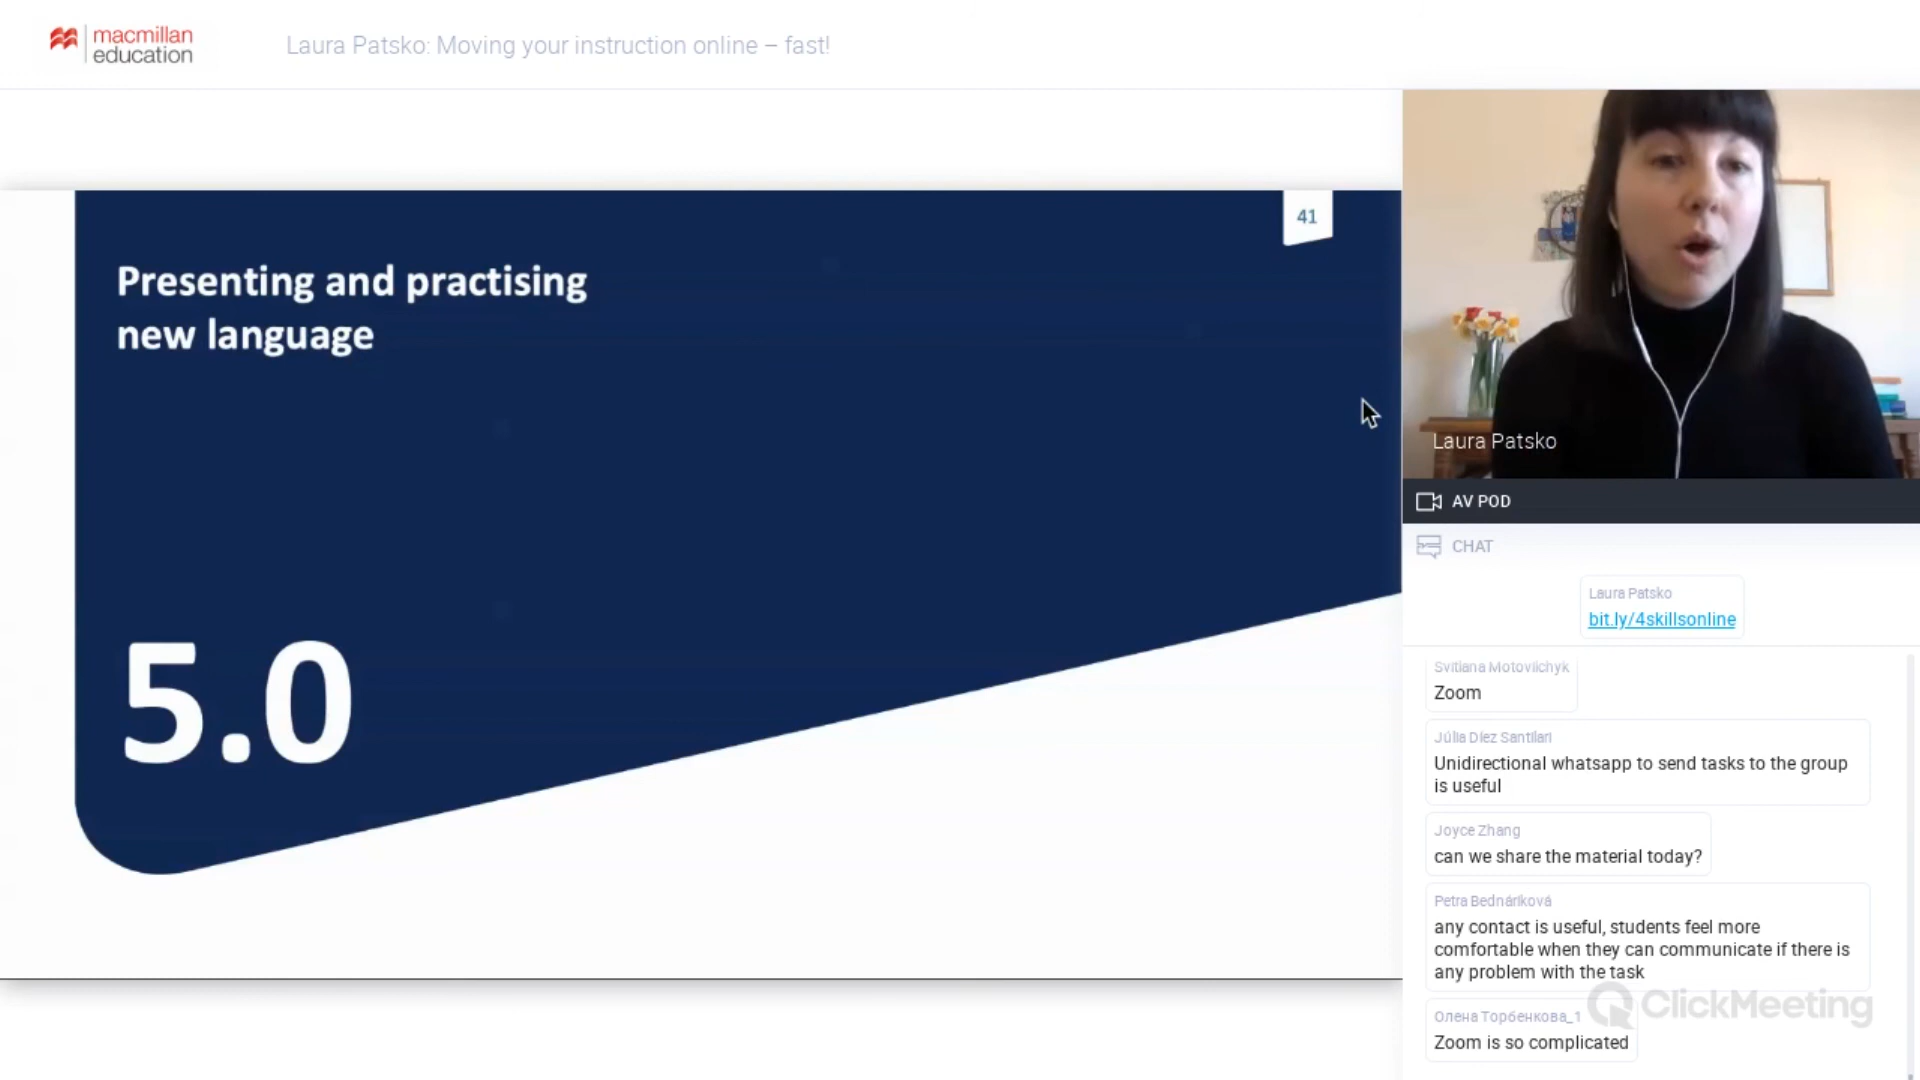 macmillan
education
Laura Patsko: Moving your instruction online – fast!
41
Presenting and practising
new language
5.0
Laura Patsko
AV POD
CHAT
Laura Patsko
bit.ly/4skillsonline
Svitlana Motovilchyk
Zoom
Júlia Díez Santilari
Unidirectional whatsapp to send tasks to the group
is useful
Joyce Zhang
can we share the material today?
Petra Bednáriková
any contact is useful, students feel more
comfortable when they can communicate if there is
any problem with the task
ClickMeeting
Олена Торбенкова_1
Zoom is so complicated